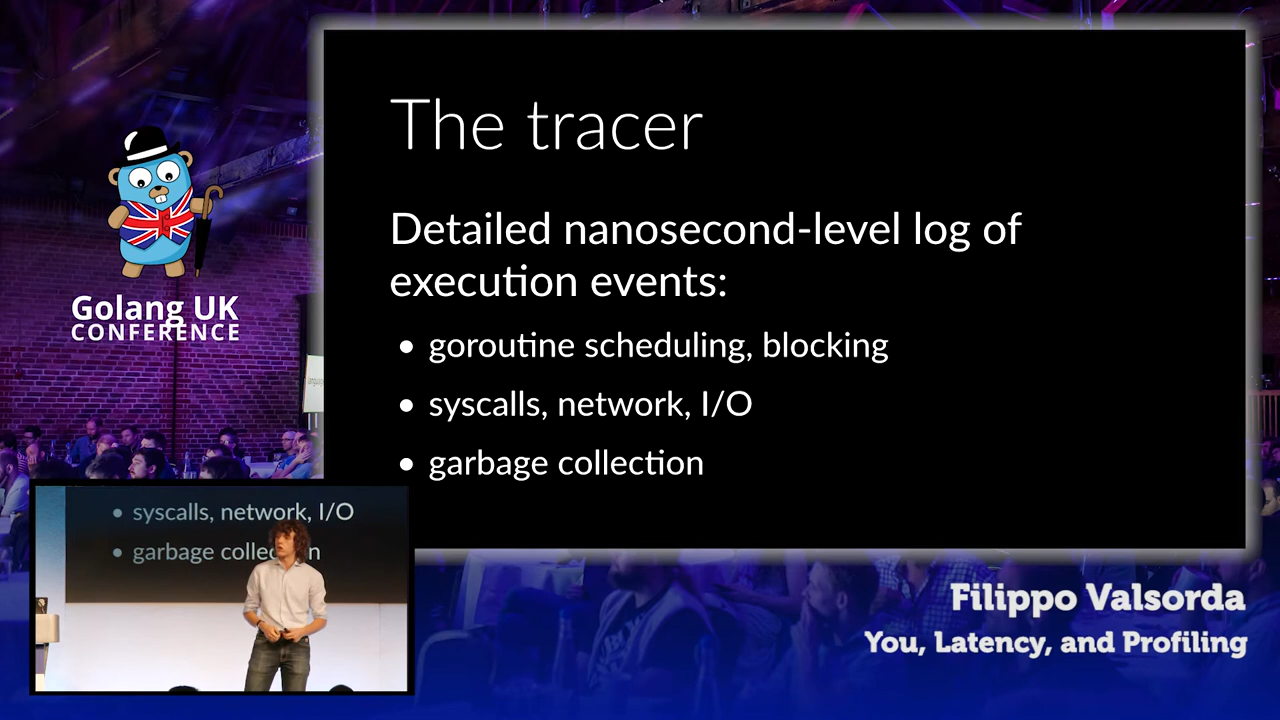 The tracer
Detailed nanosecond-level log of
execution events:
• goroutine scheduling, blocking
• syscalls, network, I/O
• garbage collection
Golang UK
CONFERENCE
• syscalls, network, I/O
• garbage
Filippo Valsorda
You, Latency, and Profiling